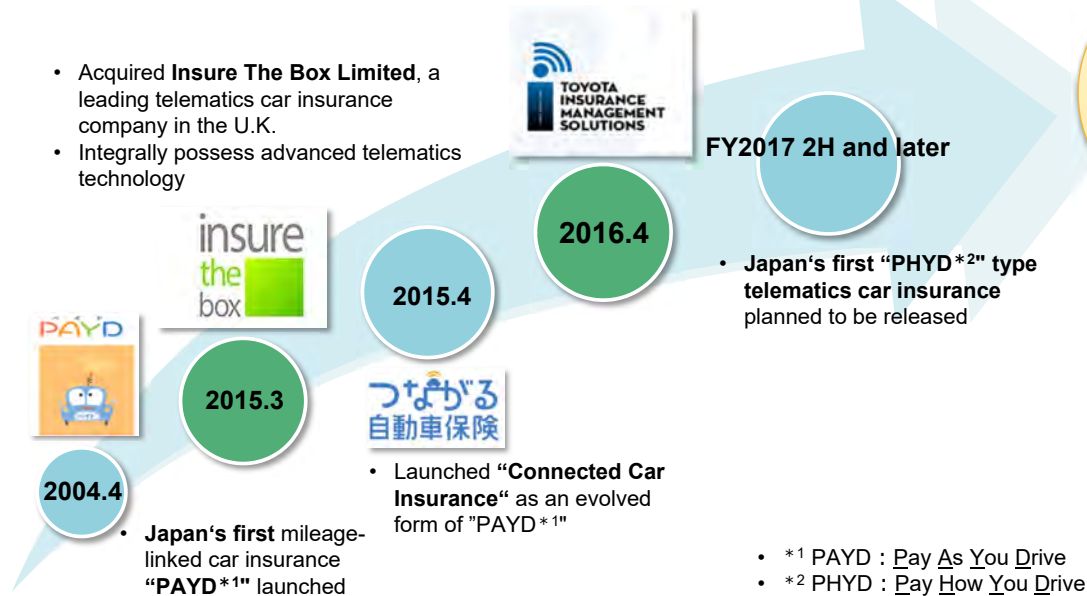 • Acquired Insure The Box Limited, a
leading telematics car insurance
company in the U.K.
• Integrally possess advanced telematics
technology
TOYOTA
INSURANCE
MANAGEMENT
SOLUTIONS
FY2017 2H and later
2016.4
• Japan‘s first “PHYD*2" type
telematics car insurance
planned to be released
insure
the
box
2015.4
PAYD
2015.3
つながる
自動車保険
• Launched “Connected Car
Insurance“ as an evolved
form of ”PAYD*1"
2004.4
• Japan‘s first mileage-
linked car insurance
“PAYD*1" launched
• *1 PAYD : Pay As You Drive
• *2 PHYD : Pay How You Drive